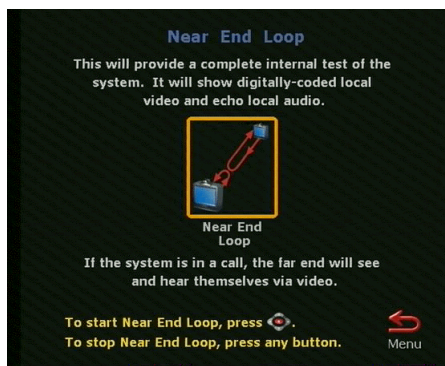 Near End Loop
This will provide a complete internal test of the
system. It will show digitally-coded local
video and echo local audio.
Near End
Loop
If the system is in a call, the far end will see
and hear themselves via video.
To start Near End Loop, press .
To stop Near End Loop, press any button.
Menu